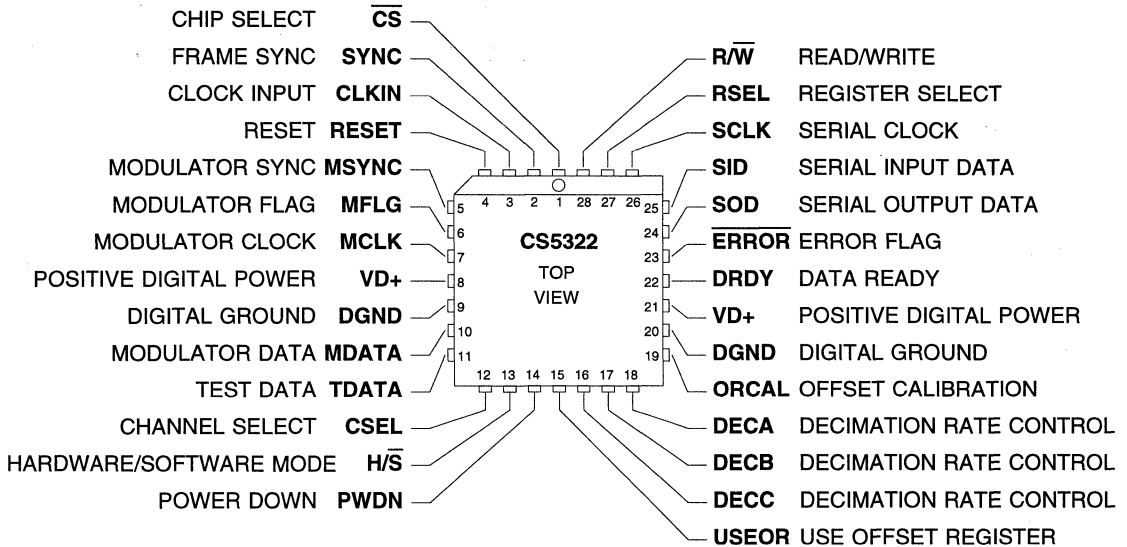 CHIP SELECT C̅S̅
FRAME SYNC SYNC
CLOCK INPUT CLKIN
RESET RESET
MODULATOR SYNC MSYNC
MODULATOR FLAG MFLG
MODULATOR CLOCK MCLK
POSITIVE DIGITAL POWER VD+
DIGITAL GROUND DGND
MODULATOR DATA MDATA
TEST DATA TDATA
CHANNEL SELECT CSEL
HARDWARE/SOFTWARE MODE H/S̅
POWER DOWN PWDN
4 3 2 1 28 27 26
5
6
7
8
9
10
11
CS5322
TOP
VIEW
25
24
23
22
21
20
19
12 13 14 15 16 17 18
R/W̅ READ/WRITE
RSEL REGISTER SELECT
SCLK SERIAL CLOCK
SID SERIAL INPUT DATA
SOD SERIAL OUTPUT DATA
E̅R̅R̅O̅R̅ ERROR FLAG
DRDY DATA READY
VD+ POSITIVE DIGITAL POWER
DGND DIGITAL GROUND
ORCAL OFFSET CALIBRATION
DECA DECIMATION RATE CONTROL
DECB DECIMATION RATE CONTROL
DECC DECIMATION RATE CONTROL
USEOR USE OFFSET REGISTER